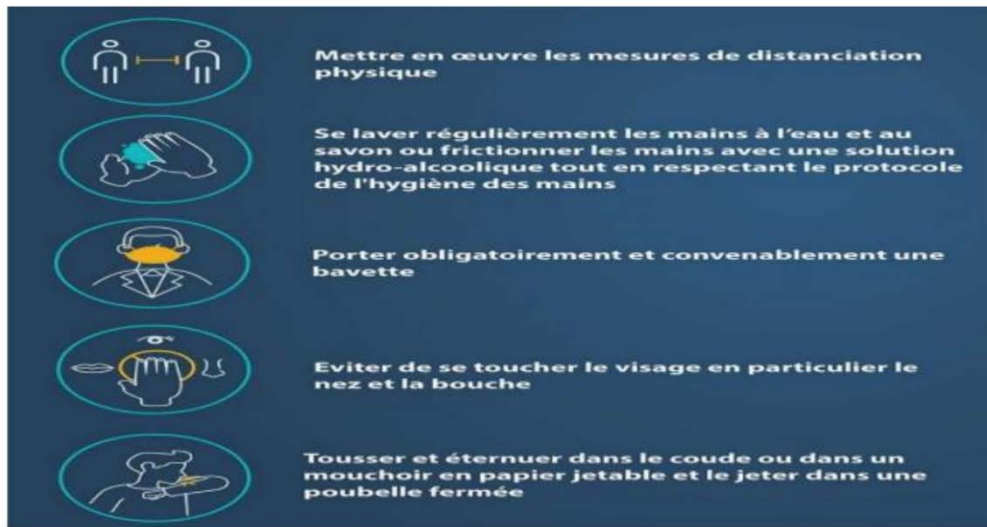 Mettre en œuvre les mesures de distanciation
physique
Se laver régulièrement les mains à l'eau et au
savon ou frictionner les mains avec une solution
hydro-alcoolique tout en respectant le protocole
de l'hygiène des mains
Porter obligatoirement et convenablement une
bavette
Eviter de se toucher le visage en particulier le
nez et la bouche
Tousser et éternuer dans le coude ou dans un
mouchoir en papier jetable et le jeter dans une
poubelle fermée